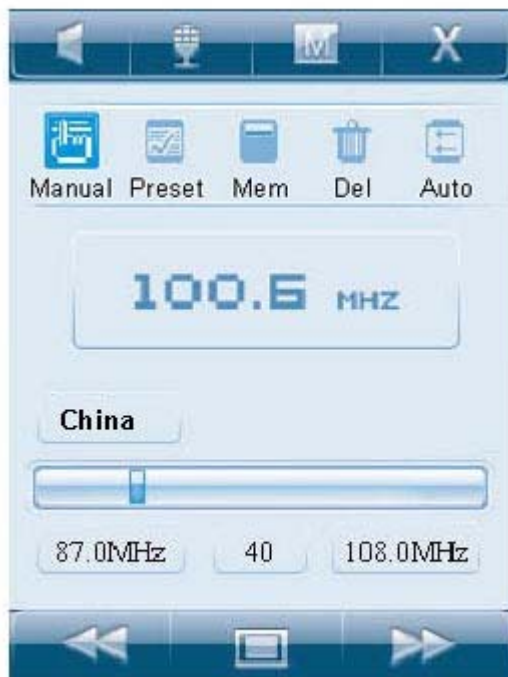 M X
Manual Preset Mem Del Auto
100.6 MHZ
China
87.0MHz 40 108.0MHz